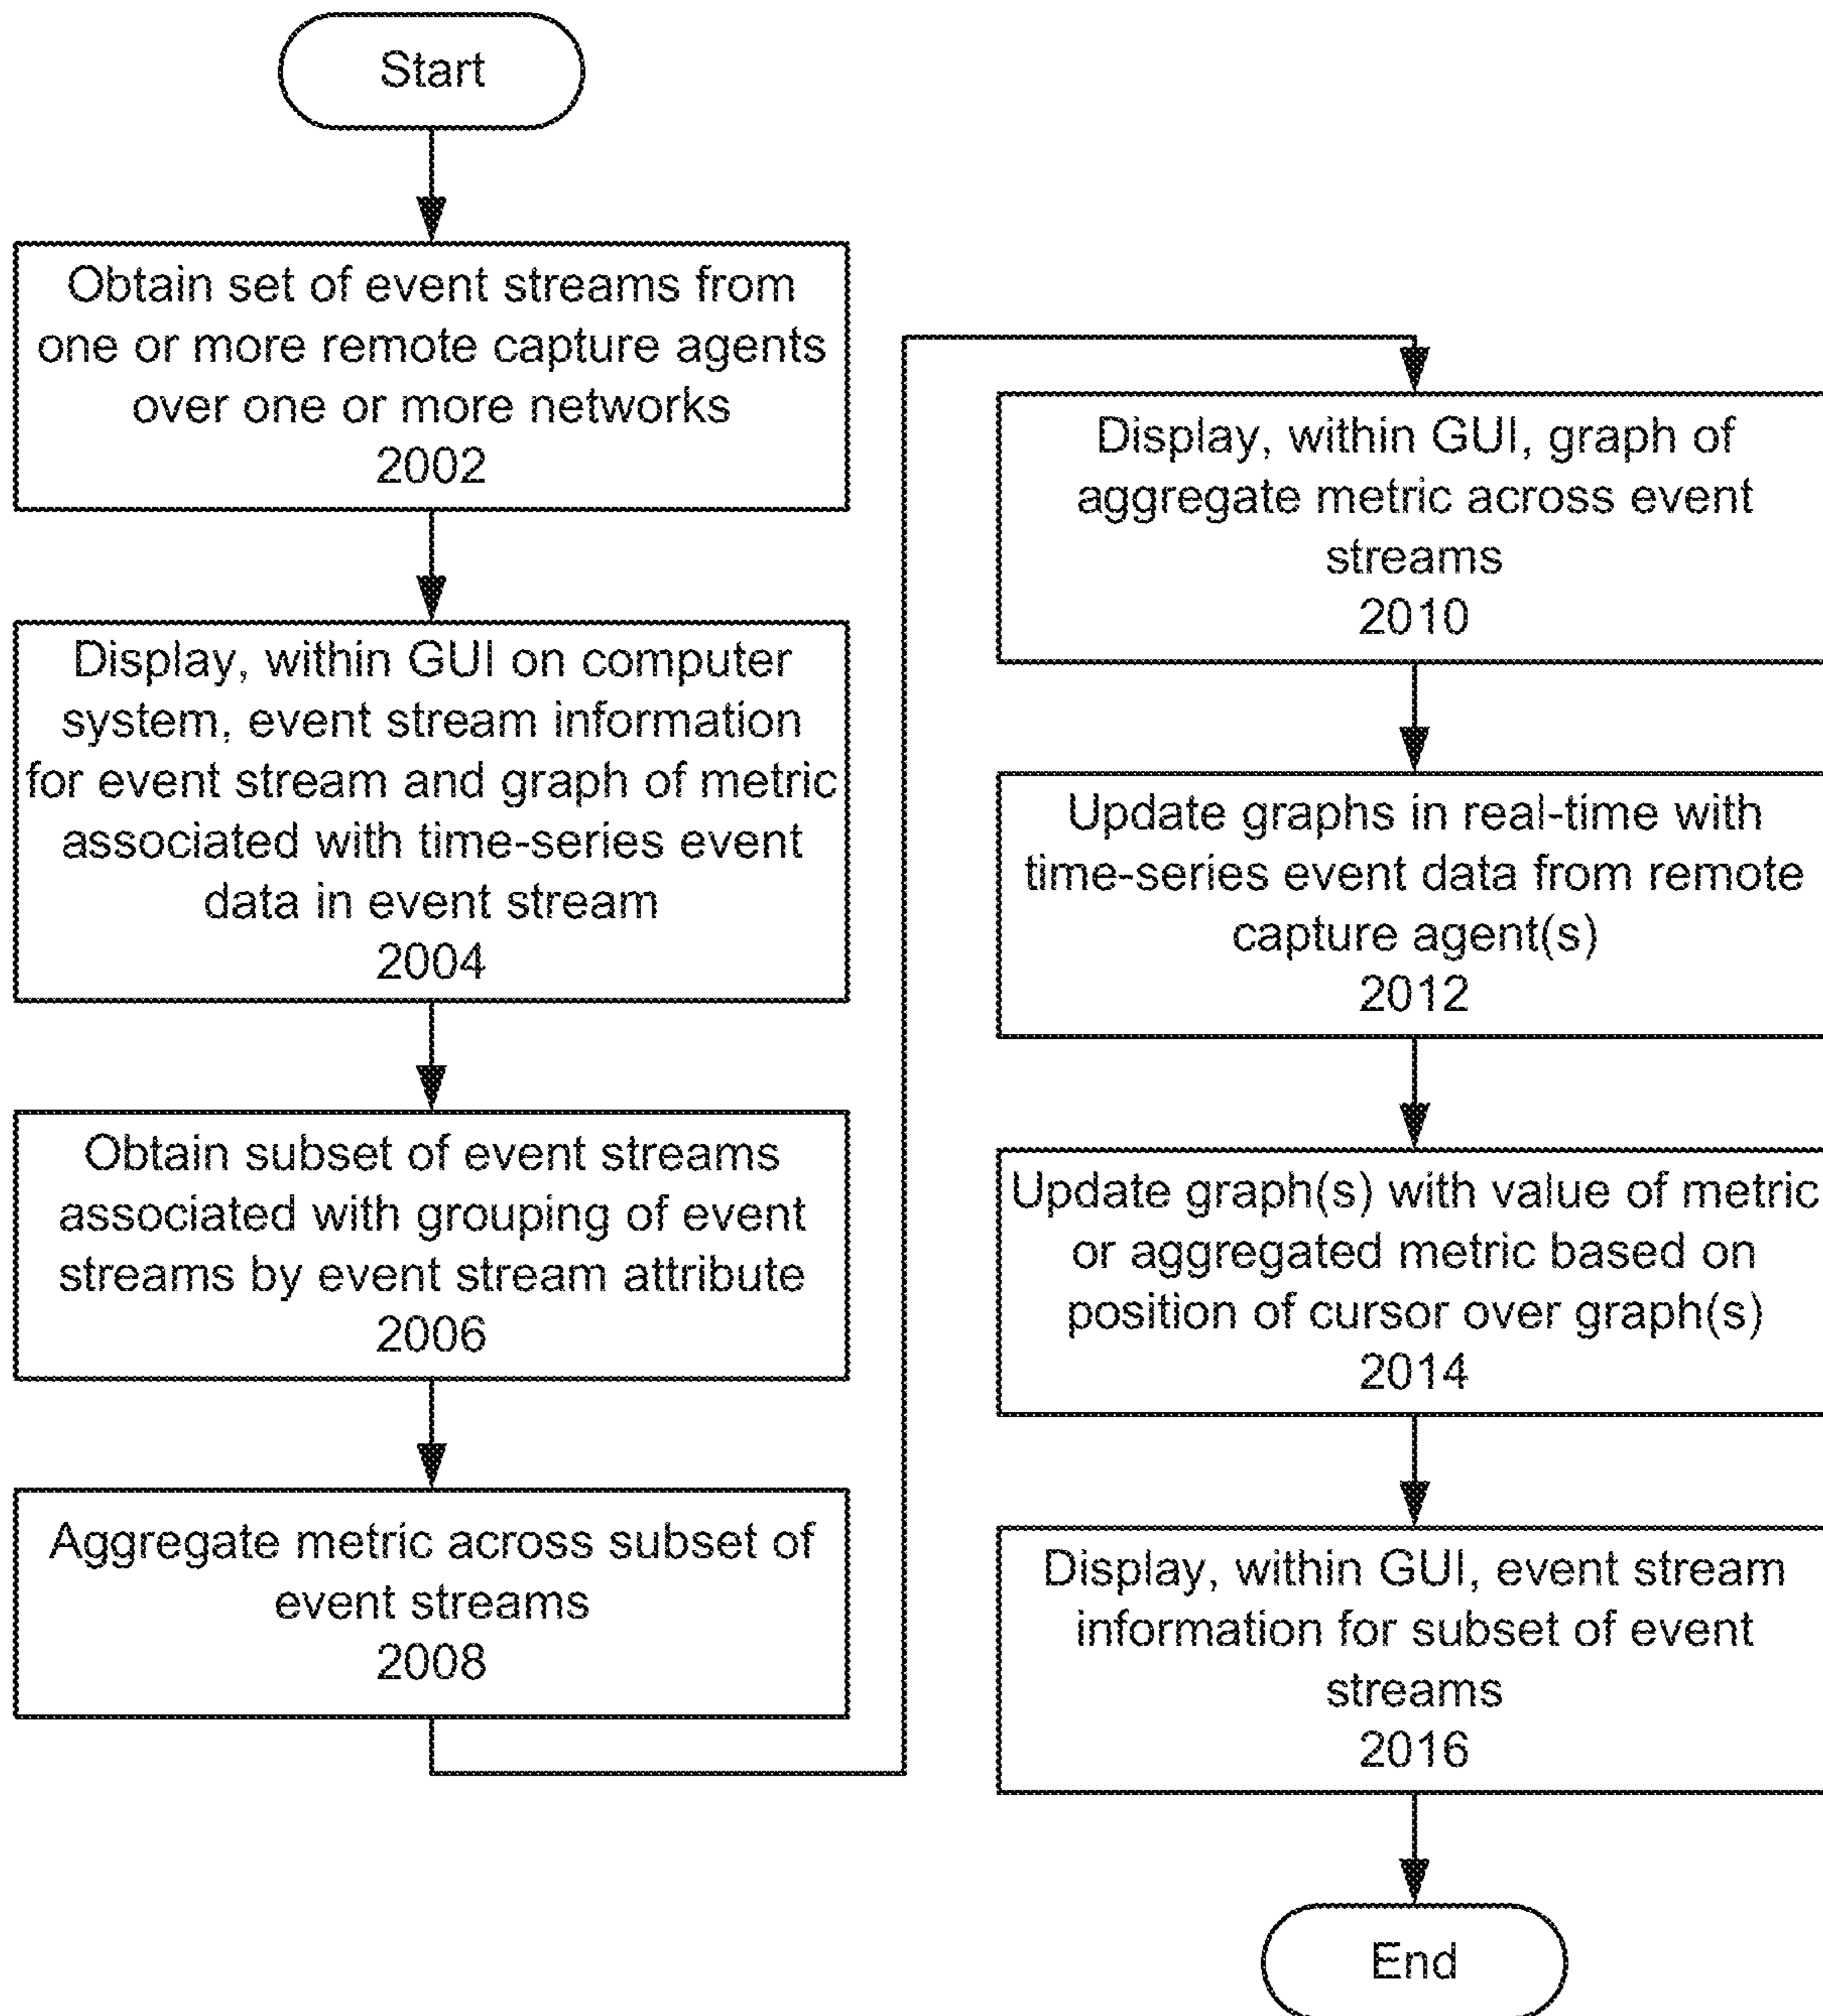 Start
Obtain set of event streams from
one or more remote capture agents
over one or more networks
2002
Display, within GUI on computer
system, event stream information
for event stream and graph of metric
associated with time-series event
data in event stream
2004
Obtain subset of event streams
associated with grouping of event
streams by event stream attribute
2006
Aggregate metric across subset of
event streams
2008
Display, within GUI, graph of
aggregate metric across event
streams
2010
Update graphs in real-time with
time-series event data from remote
capture agent(s)
2012
Update graph(s) with value of metric
or aggregated metric based on
position of cursor over graph(s)
2014
Display, within GUI, event stream
information for subset of event
streams
2016
End